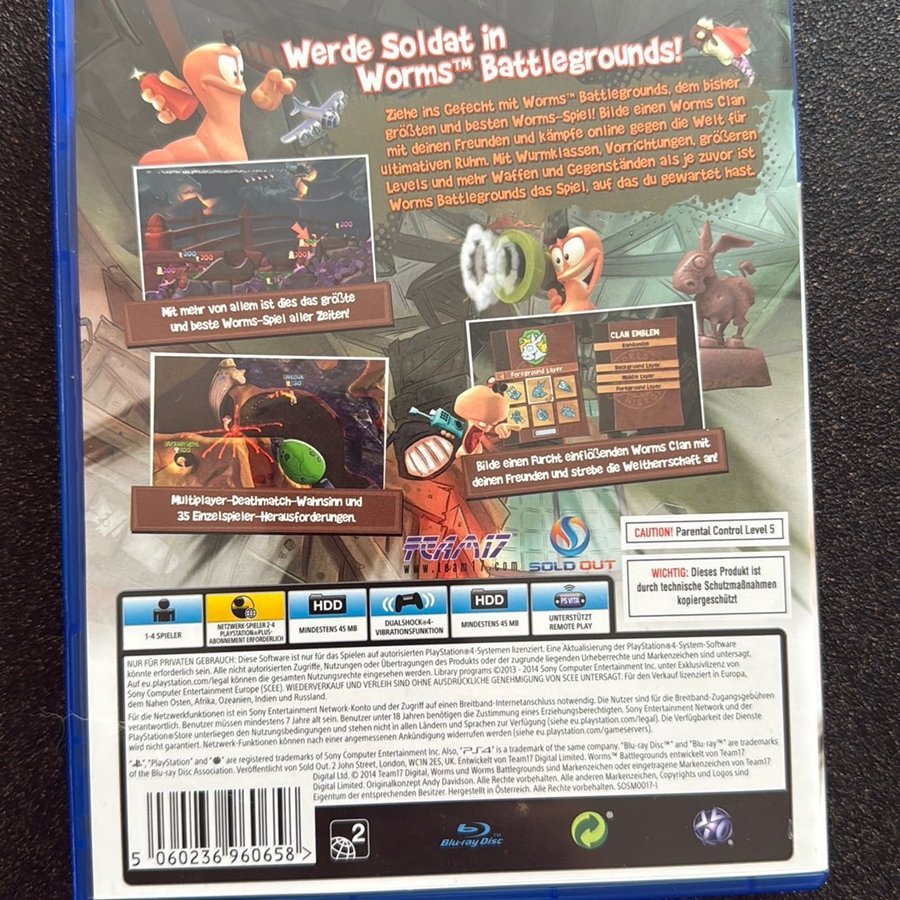 Werde Soldat in
Worms™ Battlegrounds!
Ziehe ins Gefecht mit Worms™ Battlegrounds, dem bisher
größten und besten Worms-Spiel! Bilde einen Worms Clan
mit deinen Freunden und kämpfe online gegen die Welt für
ultimativen Ruhm. Mit Wurmklassen, Vorrichtungen, größeren
Levels und mehr Waffen und Gegenständen als je zuvor ist
Worms Battlegrounds das Spiel, auf das du gewartet hast.
200
200
200
200
Mit mehr von allem ist dies das größte
und beste Worms-Spiel aller Zeiten!
CLAN EMBLEM
Randomise
Foreground Layer
Background Layer
Middle Layer
Foreground Layer
Arkwright
100
Multiplayer-Deathmatch-Wahnsinn und
35 Einzelspieler-Herausforderungen.
Bilde einen Furcht einflößenden Worms Clan mit
deinen Freunden und strebe die Weltherrschaft an!
TEAM17™
www.team17.com
SOLD OUT
CAUTION! Parental Control Level 5
WICHTIG: Dieses Produkt ist
durch technische Schutzmaßnahmen
kopiergeschützt
1-4 SPIELER
NETZWERK-SPIELER 2-4
PLAYSTATION®PLUS-
ABONNEMENT ERFORDERLICH
HDD
MINDESTENS 45 MB
DUALSHOCK®4-
VIBRATIONSFUNKTION
HDD
MINDESTENS 45 MB
PS VITA
UNTERSTÜTZT
REMOTE PLAY
NUR FÜR PRIVATEN GEBRAUCH: Diese Software ist nur für das Spielen auf autorisierten PlayStation®4-Systemen lizenziert. Eine Aktualisierung der PlayStation®4-System-Software
könnte erforderlich sein. Alle nicht autorisierten Zugriffe, Nutzungen oder Übertragungen des Produkts oder der zugrunde liegenden Urheberrechte und Markenzeichen sind untersagt.
Auf eu.playstation.com/legal können die gesamten Nutzungsrechte eingesehen werden. Library programs ©2013 - 2014 Sony Computer Entertainment Inc. unter Exklusivlizenz von
Sony Computer Entertainment Europe (SCEE). WIEDERVERKAUF UND VERLEIH SIND OHNE AUSDRÜCKLICHE GENEHMIGUNG VON SCEE UNTERSAGT. Für den Verkauf lizenziert in Europa,
dem Nahen Osten, Afrika, Ozeanien, Indien und Russland.
Für die Netzwerkfunktionen ist ein Sony Entertainment Network-Konto und der Zugriff auf einen Breitband-Internetanschluss notwendig. Die Nutzer sind für die Breitband-Zugangsgebühren
verantwortlich. Benutzer müssen mindestens 7 Jahre alt sein. Benutzer unter 18 Jahren benötigen die Zustimmung eines Erziehungsberechtigten. Sony Entertainment Network und der
PlayStation®Store unterliegen den Nutzungsbedingungen und stehen nicht in allen Ländern und Sprachen zur Verfügung (siehe eu.playstation.com/legal). Die Verfügbarkeit der Dienste
wird nicht garantiert. Netzwerk-Funktionen können nach einer angemessenen Ankündigung widerrufen werden (siehe eu.playstation.com/gameservers).
"PlayStation" and are registered trademarks of Sony Computer Entertainment Inc. Also, "PS4" is a trademark of the same company. "Blu-ray Disc™" and "Blu-ray™" are trademarks
of the Blu-ray Disc Association. Veröffentlicht von Sold Out. 2 John Street, London, WC1N 2ES, UK. Entwickelt von Team17 Digital Limited. Worms™ Battlegrounds entwickelt von Team17
Digital Ltd. © 2014 Team17 Digital, Worms und Worms Battlegrounds sind Markenzeichen oder eingetragene Markenzeichen von Team17
Digital Limited. Originalkonzept Andy Davidson. Alle Rechte vorbehalten. Alle anderen Marken­zeichen, Copyrights und Logos sind
Eigentum der entsprechenden Besitzer. Hergestellt in Österreich. Alle Rechte vorbehalten. SOSM0017-I
5 060236 960658 >
2
Blu-ray Disc™